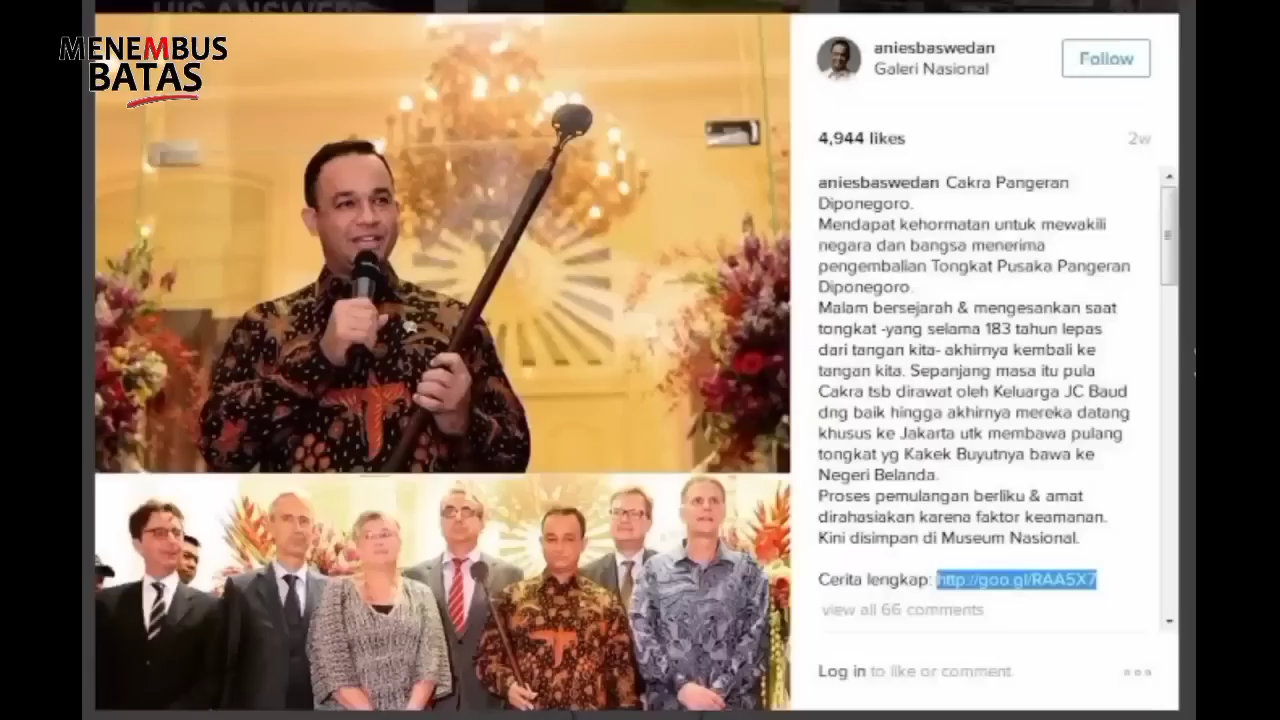 HIS ANSWERS
MENEMBUS
BATAS
aniesbaswedan
Galeri Nasional
Follow
4,944 likes
2w
aniesbaswedan Cakra Pangeran
Diponegoro.
Mendapat kehormatan untuk mewakili
negara dan bangsa menerima
pengembalian Tongkat Pusaka Pangeran
Diponegoro.
Malam bersejarah & mengesankan saat
tongkat -yang selama 183 tahun lepas
dari tangan kita- akhirnya kembali ke
tangan kita. Sepanjang masa itu pula
Cakra tsb dirawat oleh Keluarga JC Baud
dng baik hingga akhirnya mereka datang
khusus ke Jakarta utk membawa pulang
tongkat yg Kakek Buyutnya bawa ke
Negeri Belanda.
Proses pemulangan berliku & amat
dirahasiakan karena faktor keamanan.
Kini disimpan di Museum Nasional.
Cerita lengkap: http://goo.gl/RAA5X7
view all 66 comments
Log in to like or comment.